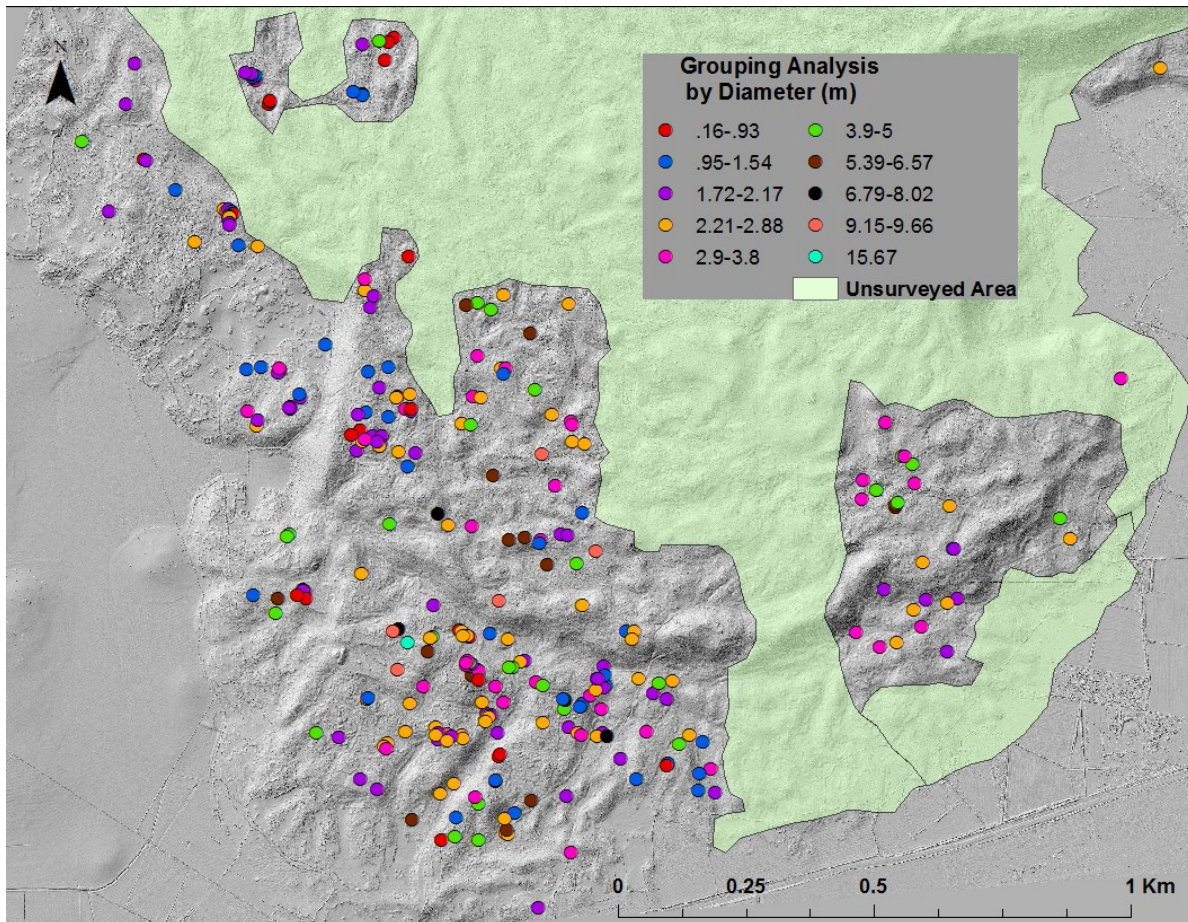 N
Grouping Analysis
by Diameter (m)
.16-.93
.95-1.54
1.72-2.17
2.21-2.88
2.9-3.8
3.9-5
5.39-6.57
6.79-8.02
9.15-9.66
15.67
Unsurveyed Area
0 0.25 0.5 1 Km